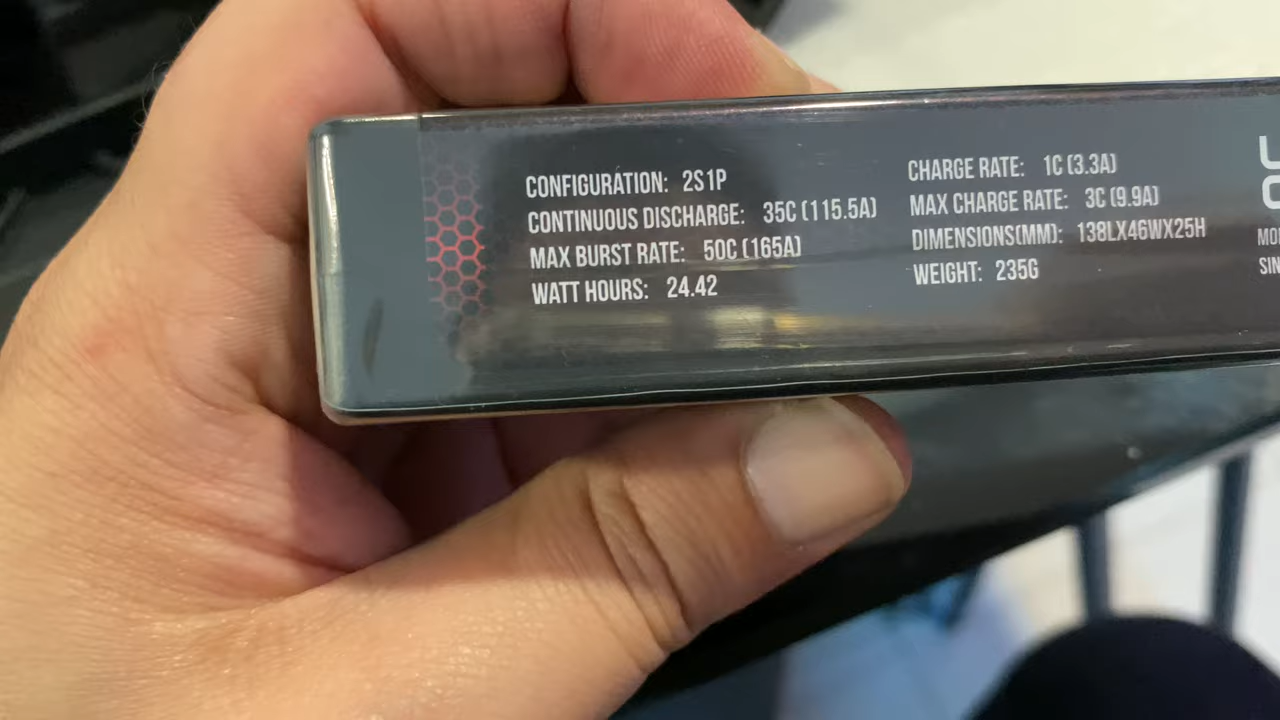 CONFIGURATION: 2S1P
CONTINUOUS DISCHARGE: 35C (115.5A)
MAX BURST RATE: 50C (165A)
WATT HOURS: 24.42
CHARGE RATE: 1C (3.3A)
MAX CHARGE RATE: 3C (9.9A)
DIMENSIONS(MM): 138LX46WX25H
WEIGHT: 235G